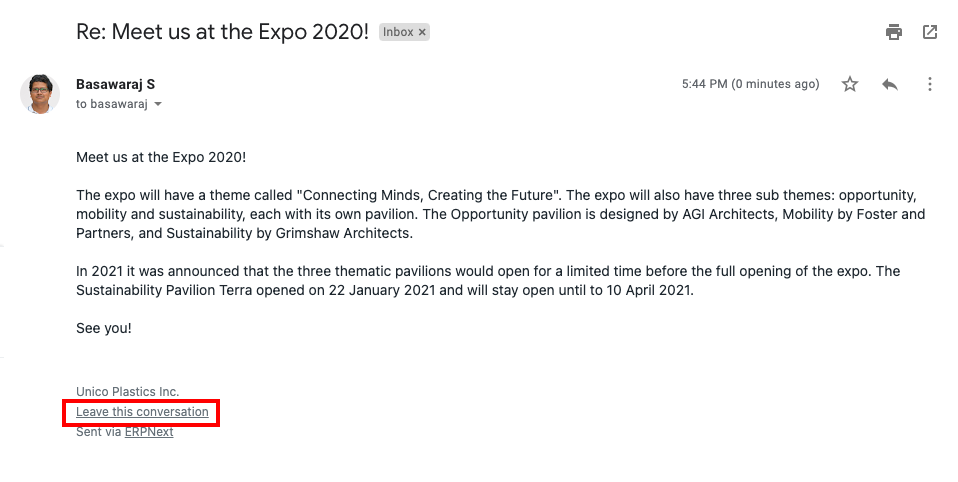 Re: Meet us at the Expo 2020! Inbox ×
Basawaraj S 5:44 PM (0 minutes ago)
to basawaraj
Meet us at the Expo 2020!
The expo will have a theme called "Connecting Minds, Creating the Future". The expo will also have three sub themes: opportunity,
mobility and sustainability, each with its own pavilion. The Opportunity pavilion is designed by AGI Architects, Mobility by Foster and
Partners, and Sustainability by Grimshaw Architects.
In 2021 it was announced that the three thematic pavilions would open for a limited time before the full opening of the expo. The
Sustainability Pavilion Terra opened on 22 January 2021 and will stay open until to 10 April 2021.
See you!
Unico Plastics Inc.
Leave this conversation
Sent via ERPNext